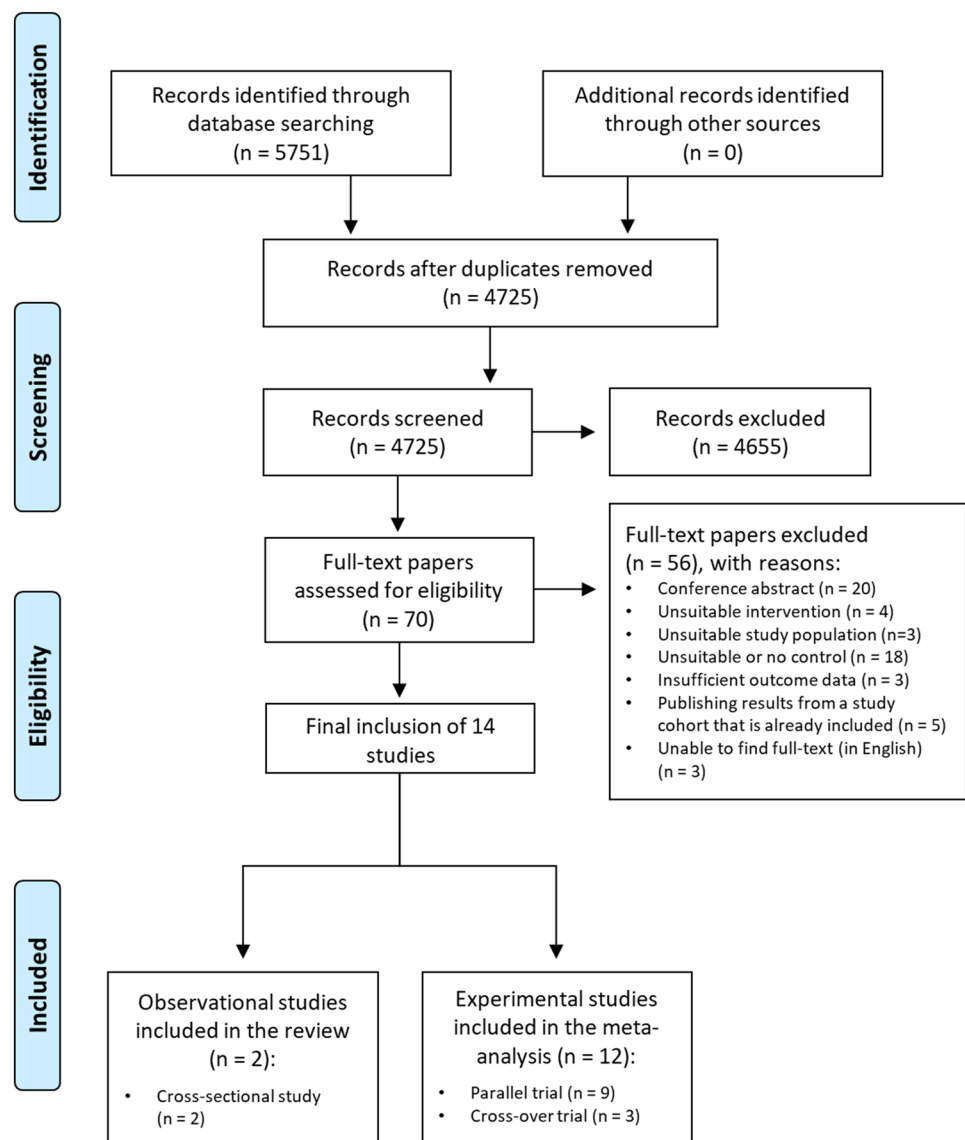 Identification
Records identified through
database searching
(n = 5751)
Additional records identified
through other sources
(n = 0)
Records after duplicates removed
(n = 4725)
Screening
Records screened
(n = 4725)
Records excluded
(n = 4655)
Eligibility
Full-text papers
assessed for eligibility
(n = 70)
Full-text papers excluded
(n = 56), with reasons:
• Conference abstract (n = 20)
• Unsuitable intervention (n = 4)
• Unsuitable study population (n=3)
• Unsuitable or no control (n = 18)
• Insufficient outcome data (n = 3)
• Publishing results from a study
cohort that is already included (n = 5)
• Unable to find full-text (in English)
(n = 3)
Final inclusion of 14
studies
Included
Observational studies
included in the review
(n = 2):
• Cross-sectional study
(n = 2)
Experimental studies
included in the meta-
analysis (n = 12):
• Parallel trial (n = 9)
• Cross-over trial (n = 3)